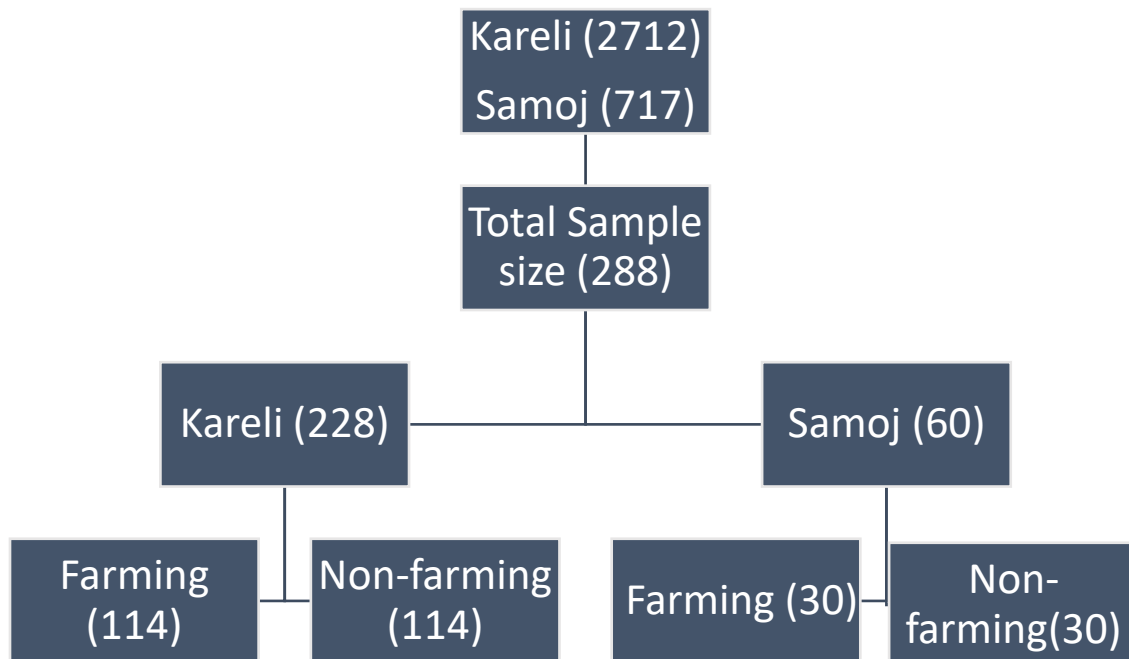 Kareli (2712)
Samoj (717)
Total Sample
size (288)
Kareli (228)
Samoj (60)
Farming
(114)
Non-farming
(114)
Farming (30)
Non-
farming(30)